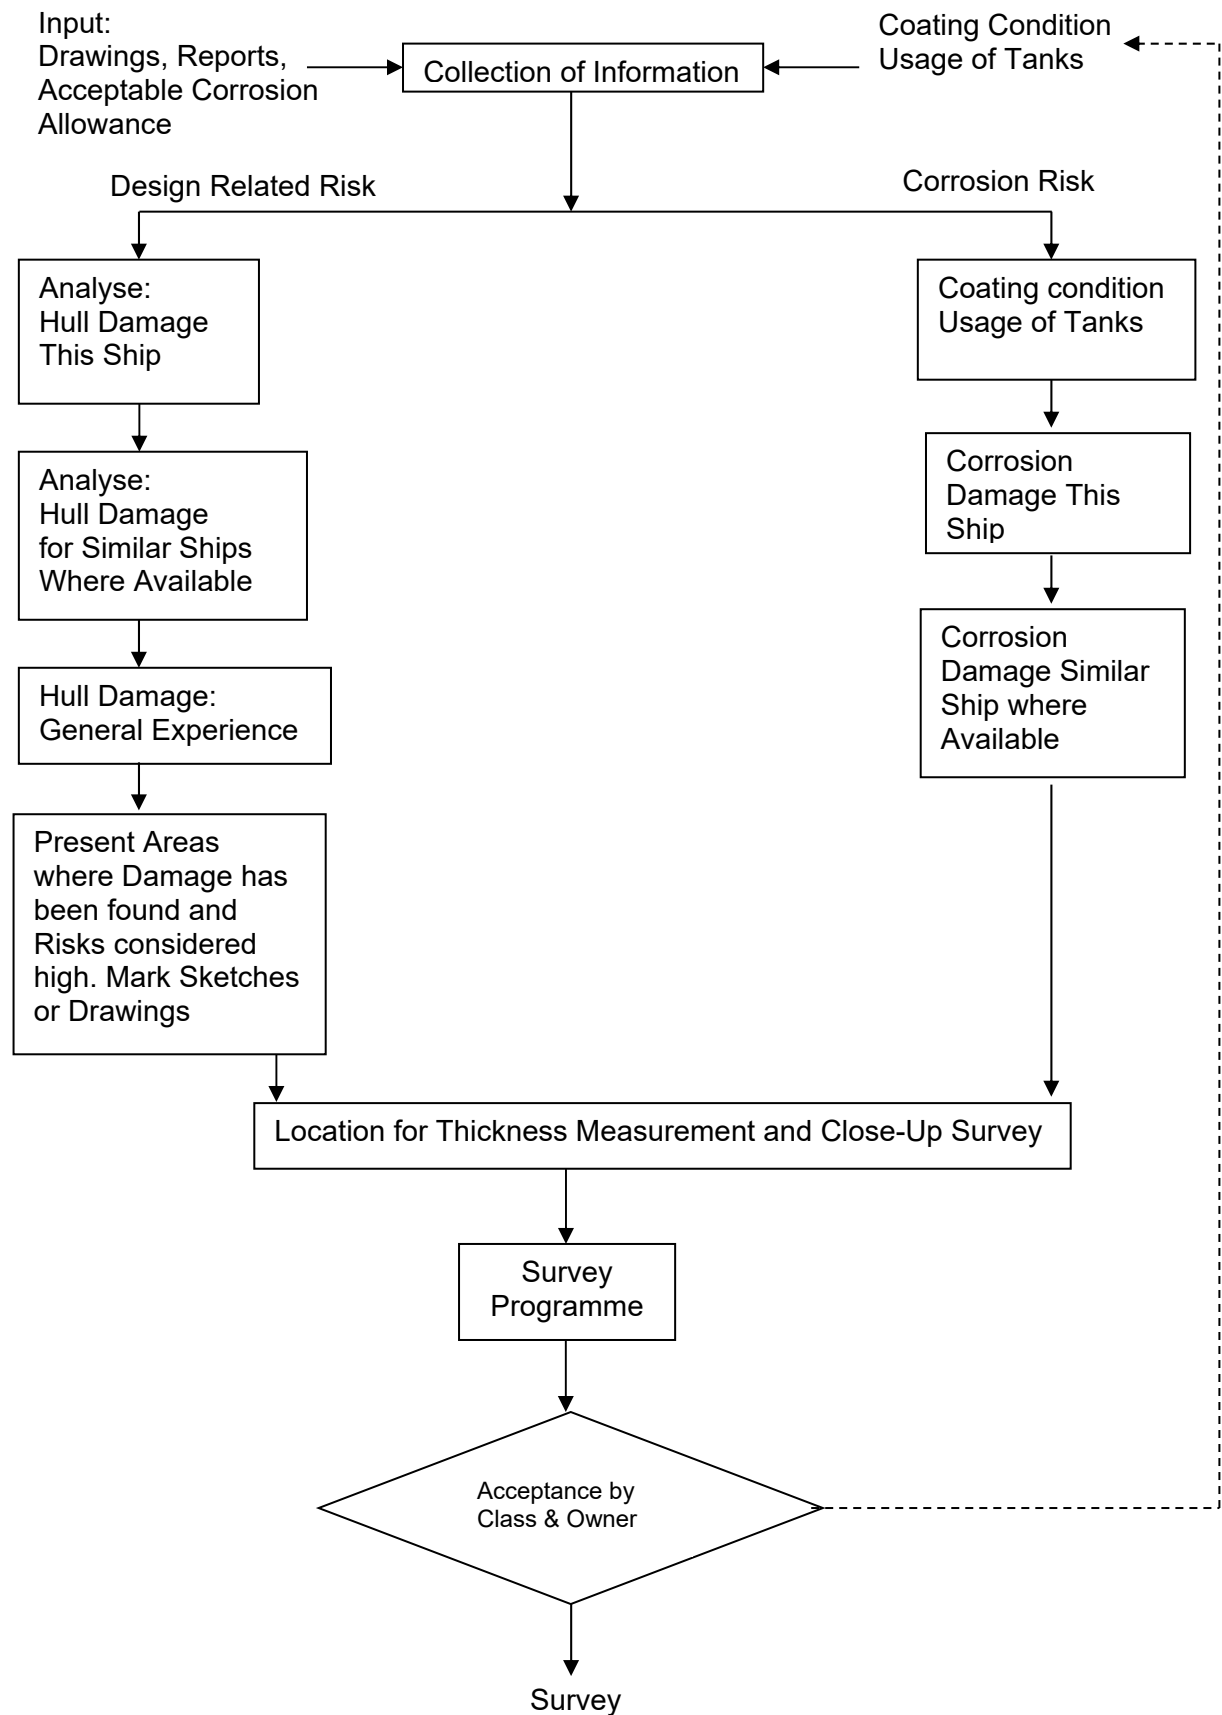 Input:
Drawings, Reports,
Acceptable Corrosion
Allowance
Collection of Information
Coating Condition
Usage of Tanks
Design Related Risk
Corrosion Risk
Analyse:
Hull Damage
This Ship
Analyse:
Hull Damage
for Similar Ships
Where Available
Hull Damage:
General Experience
Present Areas
where Damage has
been found and
Risks considered
high. Mark Sketches
or Drawings
Coating condition
Usage of Tanks
Corrosion
Damage This
Ship
Corrosion
Damage Similar
Ship where
Available
Location for Thickness Measurement and Close-Up Survey
Survey
Programme
Acceptance by
Class & Owner
Survey